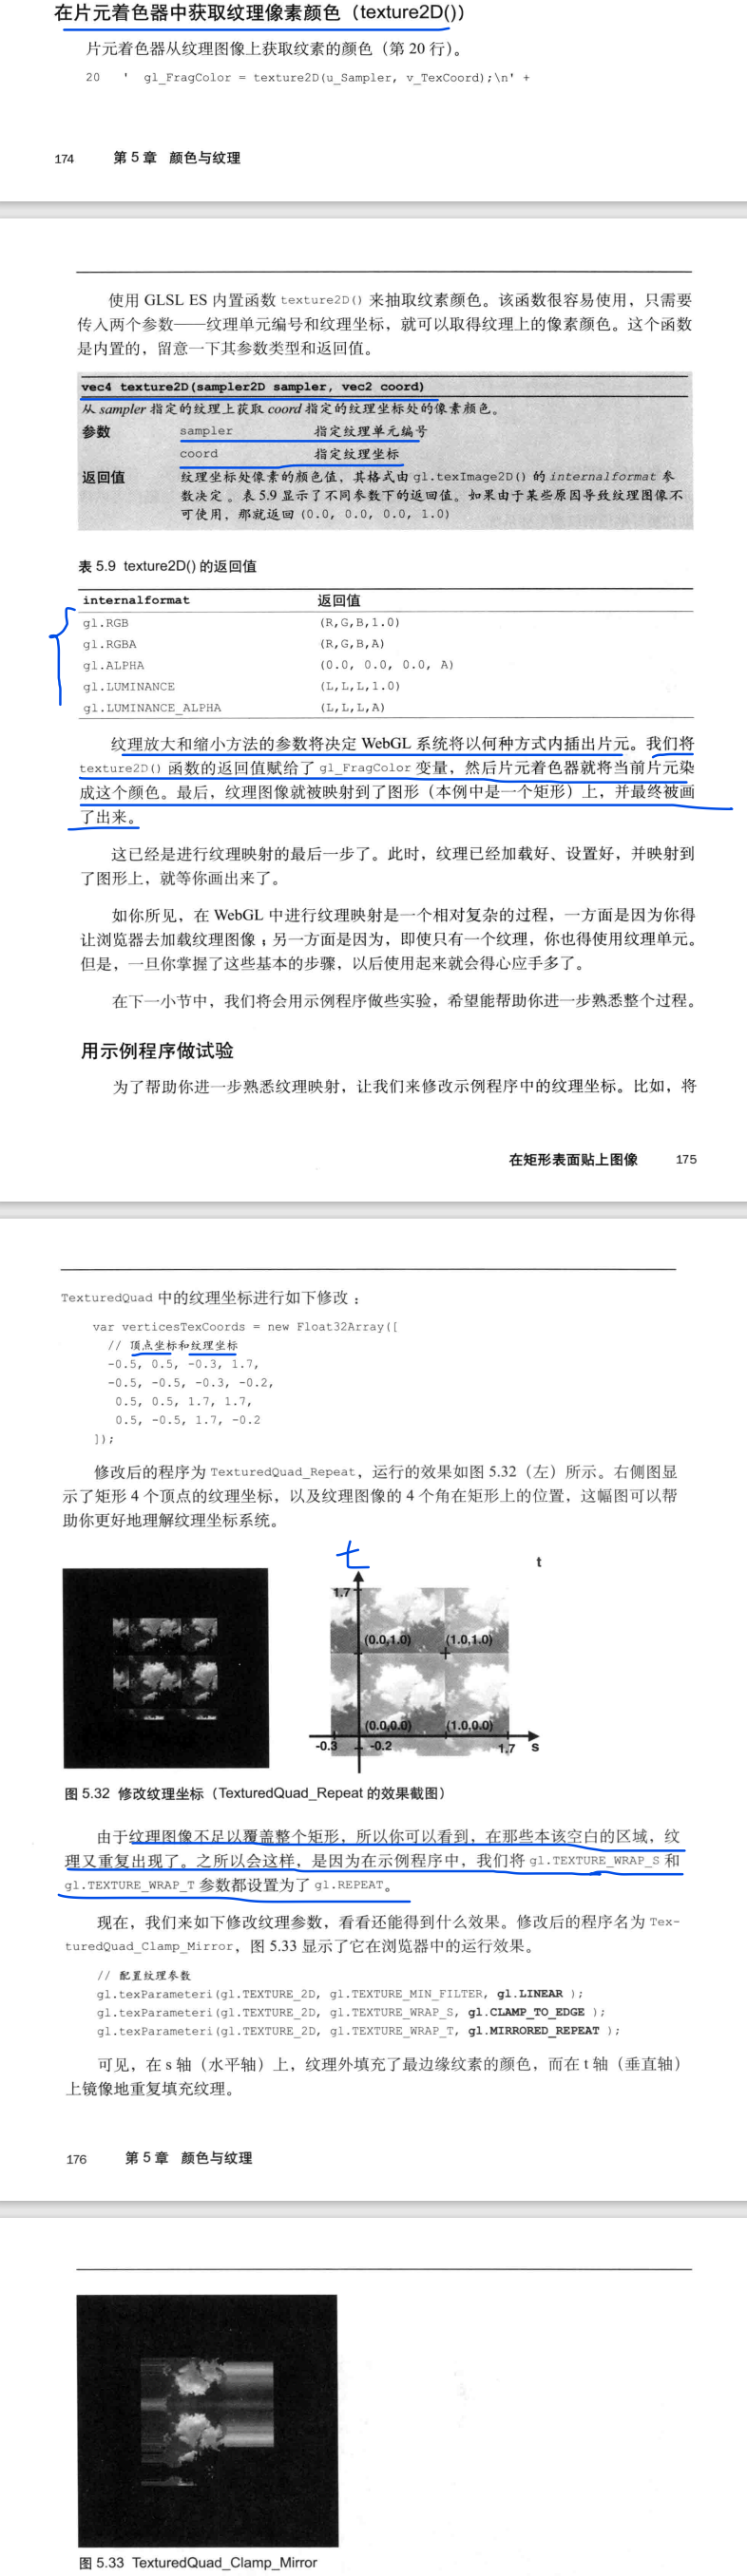 在片元着色器中获取纹理像素颜色（texture2D()）
片元着色器从纹理图像上获取纹素的颜色（第 20 行）。
20 ' gl_FragColor = texture2D(u_Sampler, v_TexCoord);\n' +
174 第 5 章 颜色与纹理
使用 GLSL ES 内置函数 texture2D() 来抽取纹素颜色。该函数很容易使用，只需要
传入两个参数——纹理单元编号和纹理坐标，就可以取得纹理上的像素颜色。这个函数
是内置的，留意一下其参数类型和返回值。
vec4 texture2D(sampler2D sampler, vec2 coord)
从 sampler 指定的纹理上获取 coord 指定的纹理坐标处的像素颜色。
参数 sampler 指定纹理单元编号
coord 指定纹理坐标
返回值 纹理坐标处像素的颜色值，其格式由 gl.texImage2D() 的 internalformat 参
数决定 。表 5.9 显示了不同参数下的返回值。如果由于某些原因导致纹理图像不
可使用，那就返回 (0.0, 0.0, 0.0, 1.0)
表 5.9 texture2D() 的返回值
internalformat 返回值
gl.RGB (R,G,B,1.0)
gl.RGBA (R,G,B,A)
gl.ALPHA (0.0, 0.0, 0.0, A)
gl.LUMINANCE (L,L,L,1.0)
gl.LUMINANCE_ALPHA (L,L,L,A)
纹理放大和缩小方法的参数将决定 WebGL 系统将以何种方式内插出片元。我们将
texture2D() 函数的返回值赋给了 gl_FragColor 变量，然后片元着色器就将当前片元染
成这个颜色。最后，纹理图像就被映射到了图形（本例中是一个矩形）上，并最终被画
了出来。
这已经是进行纹理映射的最后一步了。此时，纹理已经加载好、设置好，并映射到
了图形上，就等你画出来了。
如你所见，在 WebGL 中进行纹理映射是一个相对复杂的过程，一方面是因为你得
让浏览器去加载纹理图像；另一方面是因为，即使只有一个纹理，你也得使用纹理单元。
但是，一旦你掌握了这些基本的步骤，以后使用起来就会得心应手多了。
在下一小节中，我们将会用示例程序做些实验，希望能帮助你进一步熟悉整个过程。
用示例程序做试验
为了帮助你进一步熟悉纹理映射，让我们来修改示例程序中的纹理坐标。比如，将
在矩形表面贴上图像 175
TexturedQuad 中的纹理坐标进行如下修改：
var verticesTexCoords = new Float32Array([
// 顶点坐标和纹理坐标
-0.5, 0.5, -0.3, 1.7,
-0.5, -0.5, -0.3, -0.2,
0.5, 0.5, 1.7, 1.7,
0.5, -0.5, 1.7, -0.2
]);
修改后的程序为 TexturedQuad_Repeat，运行的效果如图 5.32（左）所示。右侧图显
示了矩形 4 个顶点的纹理坐标，以及纹理图像的 4 个角在矩形上的位置，这幅图可以帮
助你更好地理解纹理坐标系统。
t
t
1.7
(0.0,1.0) (1.0,1.0)
(0.0,0.0) (1.0,0.0)
-0.3 -0.2 1.7 s
图 5.32 修改纹理坐标（TexturedQuad_Repeat 的效果截图）
由于纹理图像不足以覆盖整个矩形，所以你可以看到，在那些本该空白的区域，纹
理又重复出现了。之所以会这样，是因为在示例程序中，我们将 gl.TEXTURE_WRAP_S 和
gl.TEXTURE_WRAP_T 参数都设置为了 gl.REPEAT。
现在，我们来如下修改纹理参数，看看还能得到什么效果。修改后的程序名为 Tex-
turedQuad_Clamp_Mirror，图 5.33 显示了它在浏览器中的运行效果。
// 配置纹理参数
gl.texParameteri(gl.TEXTURE_2D, gl.TEXTURE_MIN_FILTER, gl.LINEAR );
gl.texParameteri(gl.TEXTURE_2D, gl.TEXTURE_WRAP_S, gl.CLAMP_TO_EDGE );
gl.texParameteri(gl.TEXTURE_2D, gl.TEXTURE_WRAP_T, gl.MIRRORED_REPEAT );
可见，在 s 轴（水平轴）上，纹理外填充了最边缘纹素的颜色，而在 t 轴（垂直轴）
上镜像地重复填充纹理。
176 第 5 章 颜色与纹理
图 5.33 TexturedQuad_Clamp_Mirror